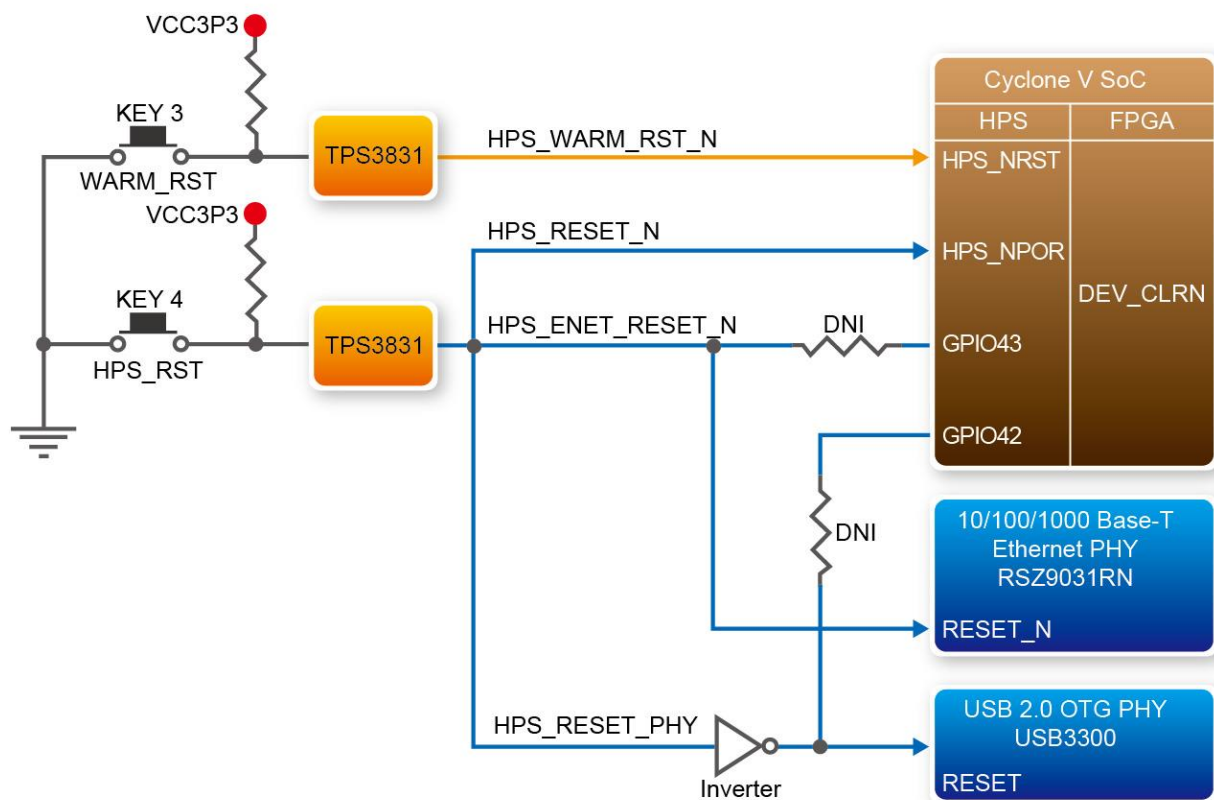 VCC3P3
KEY 3
WARM_RST
TPS3831
HPS_WARM_RST_N
VCC3P3
KEY 4
HPS_RST
TPS3831
HPS_RESET_N
HPS_ENET_RESET_N
DNI
DNI
HPS_RESET_PHY
Inverter
Cyclone V SoC
HPS
FPGA
HPS_NRST
HPS_NPOR
DEV_CLRN
GPIO43
GPIO42
10/100/1000 Base-T
Ethernet PHY
RSZ9031RN
RESET_N
USB 2.0 OTG PHY
USB3300
RESET